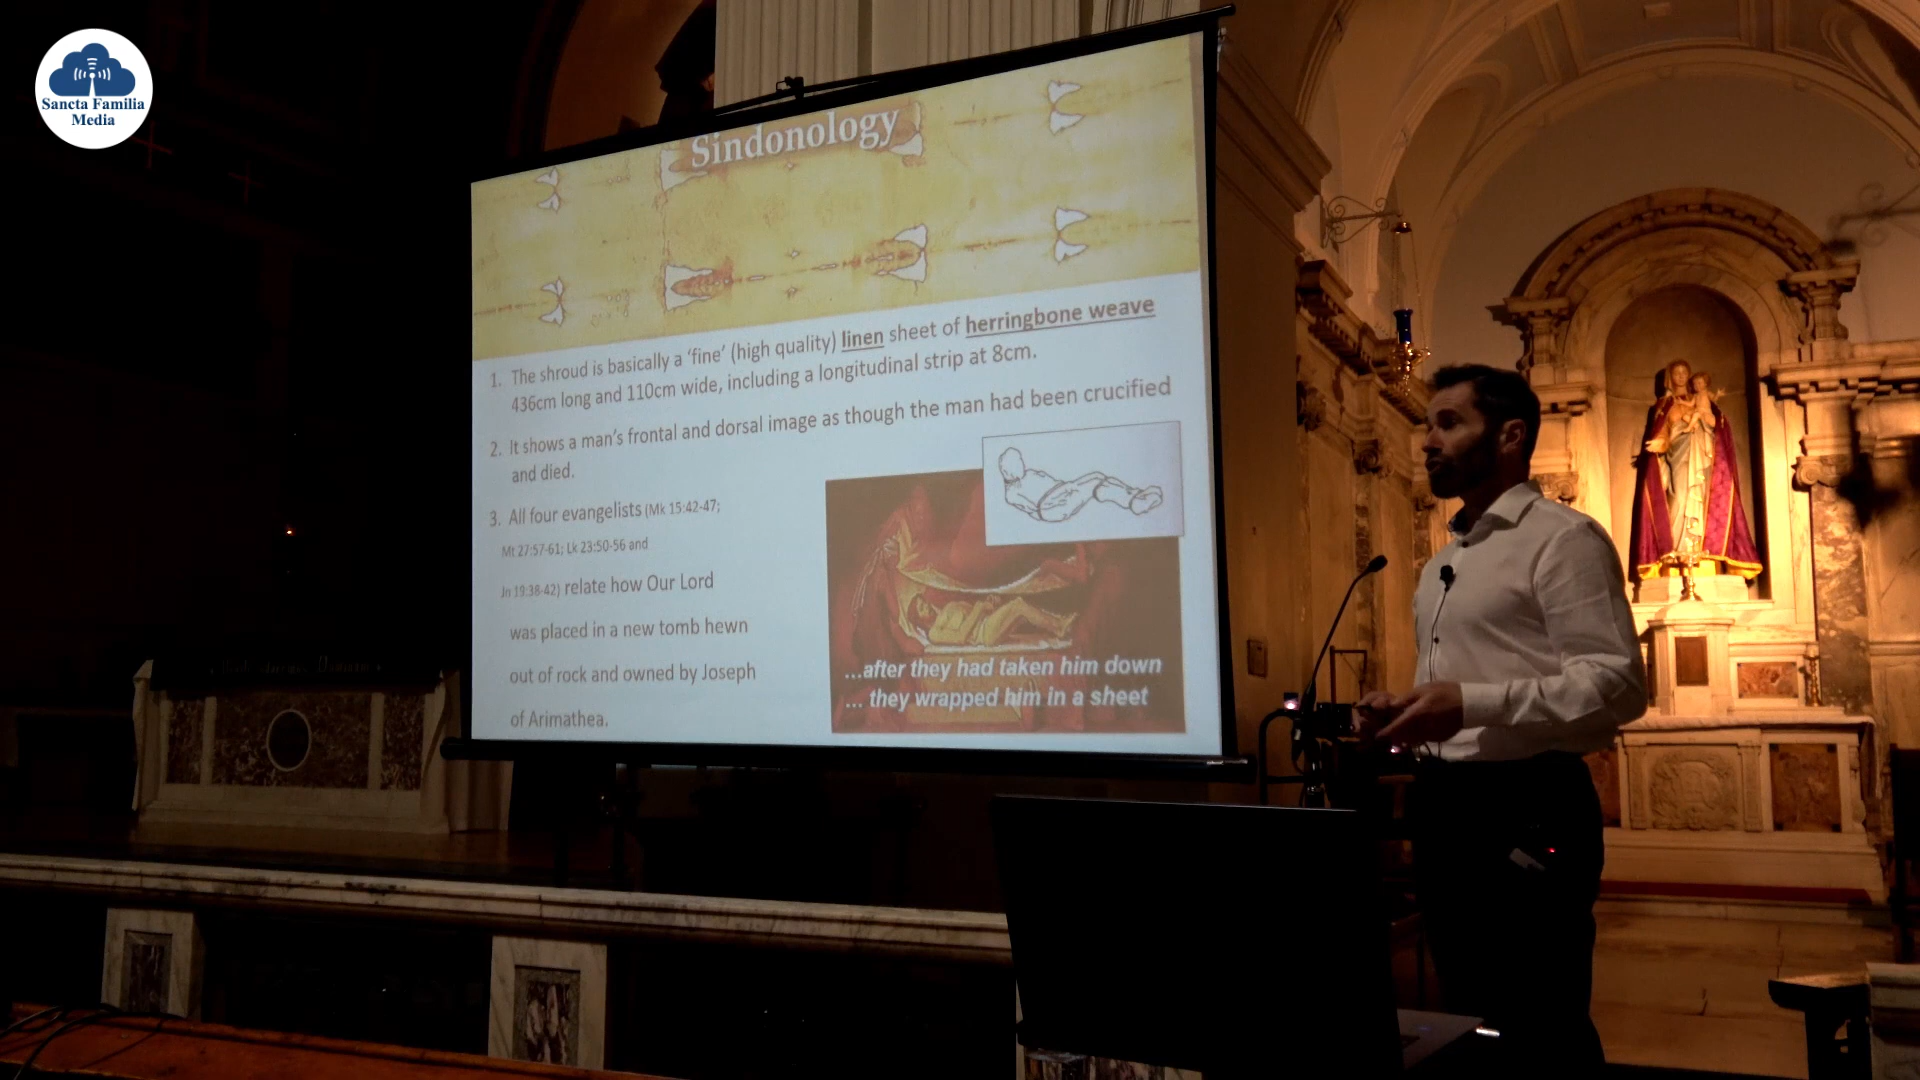 Sancta Familia
Media
Sindonology
1. The shroud is basically a ‘fine’ (high quality) linen sheet of herringbone weave
436cm long and 110cm wide, including a longitudinal strip at 8cm.
2. It shows a man’s frontal and dorsal image as though the man had been crucified
and died.
3. All four evangelists (Mk 15:42-47;
Mt 27:57-61; Lk 23:50-56 and
Jn 19:38-42) relate how Our Lord
was placed in a new tomb hewn
out of rock and owned by Joseph
of Arimathea.
...after they had taken him down
... they wrapped him in a sheet